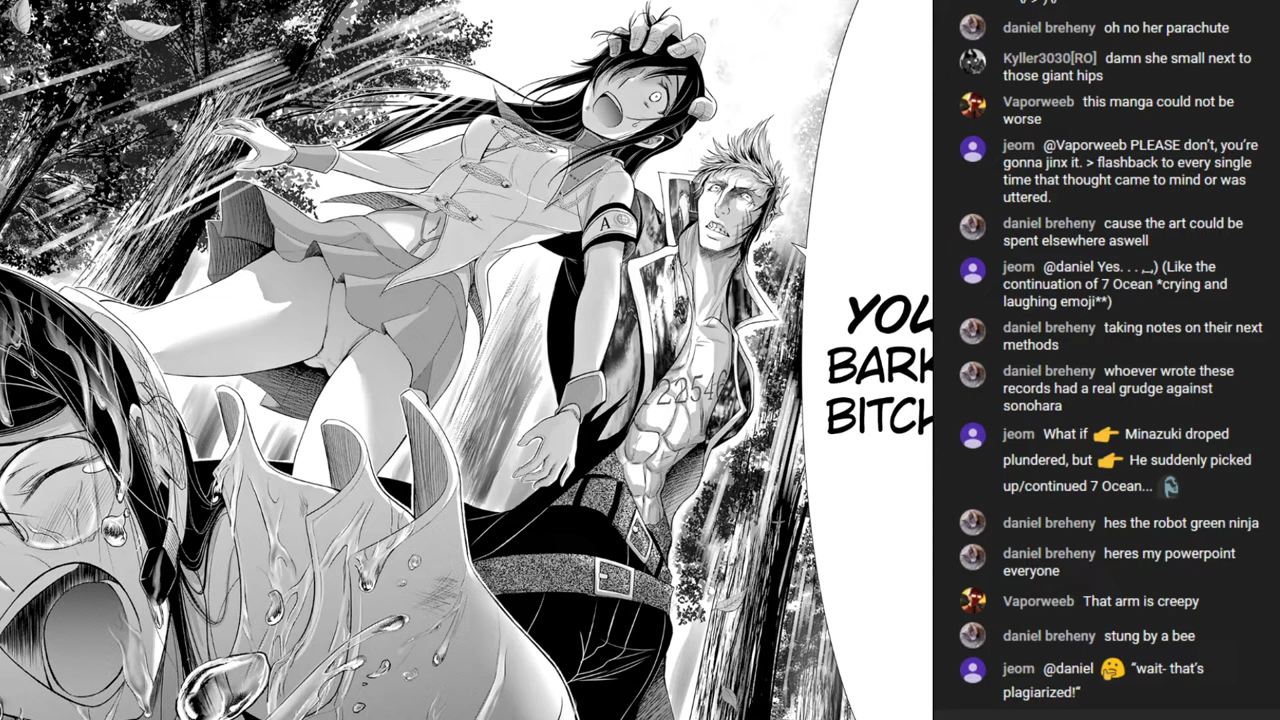 A
22546
YOU
BARK
BITCH
daniel breheny oh no her parachute
Kyller3030[RO] damn she small next to
those giant hips
Vaporweeb this manga could not be
worse
jeom @Vaporweeb PLEASE don't, you're
gonna jinx it. > flashback to every single
time that thought came to mind or was
uttered.
daniel breheny cause the art could be
spent elsewhere aswell
jeom @daniel Yes. . . ,_,) (Like the
continuation of 7 Ocean *crying and
laughing emoji**)
daniel breheny taking notes on their next
methods
daniel breheny whoever wrote these
records had a real grudge against
sonohara
jeom What if 👉 Minazuki droped
plundered, but 👉 He suddenly picked
up/continued 7 Ocean...
daniel breheny hes the robot green ninja
daniel breheny heres my powerpoint
everyone
Vaporweeb That arm is creepy
daniel breheny stung by a bee
jeom @daniel 🤔 “wait- that's
plagiarized!”